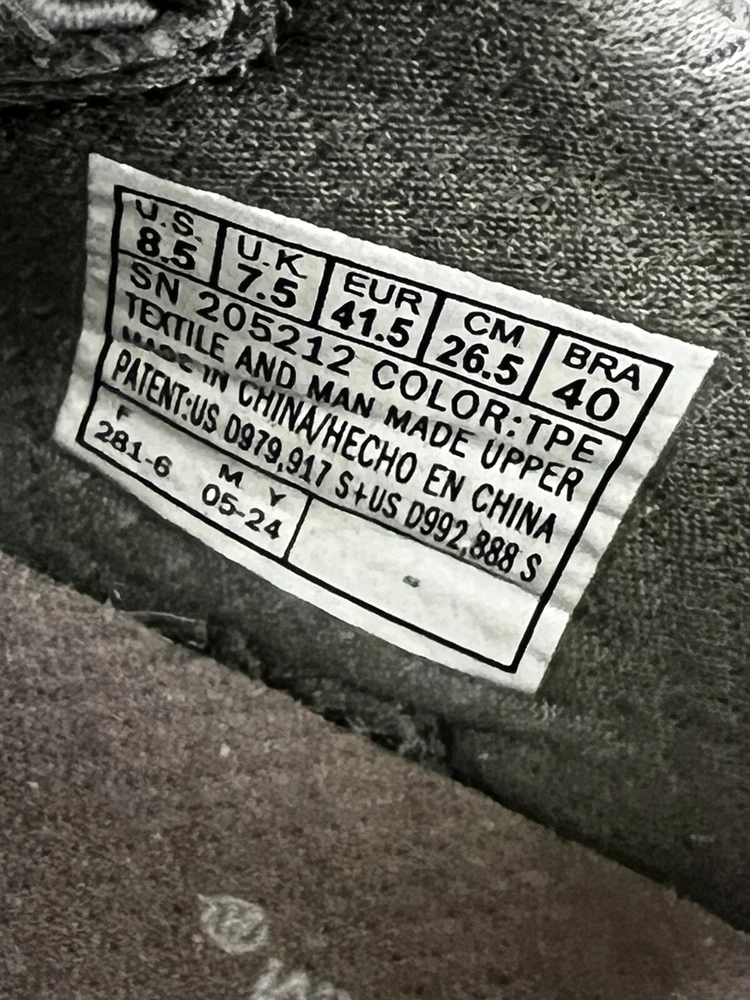 U.S. U.K EUR CM BRA
8.5 7.5 41.5 26.5 40
SN 205212 COLOR:TPE
TEXTILE AND MAN MADE UPPER
MADE IN CHINA/HECHO EN CHINA
PATENT:US D979,917 S+US D992,888 S
F M Y
281-6 05-24